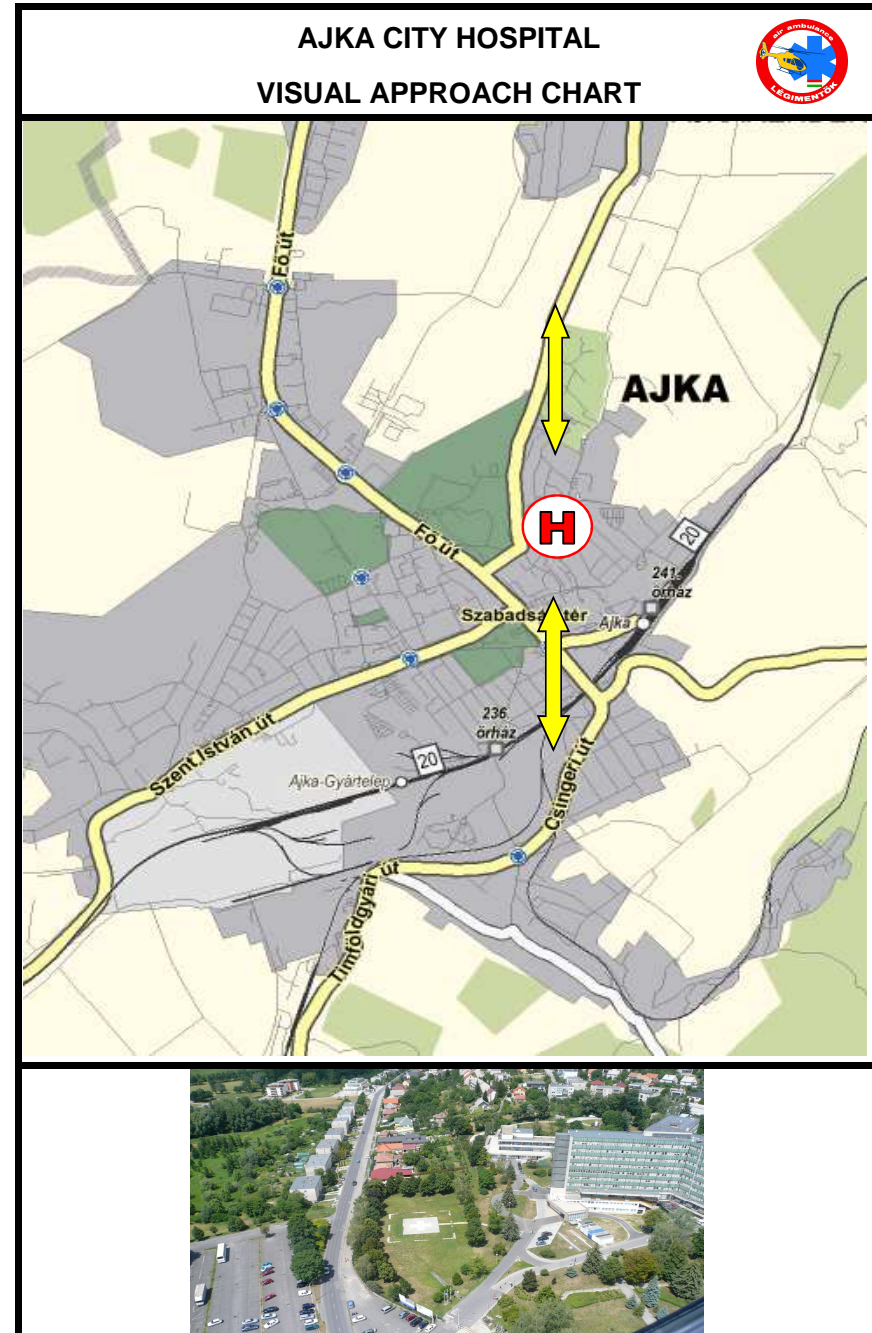 AJKA CITY HOSPITAL
VISUAL APPROACH CHART
air ambulance
LÉGIMENTŐK
Fő út
AJKA
H
Fő út
20
241.
őrház
Szabadság tér
Ajka
236.
őrház
Szent István út
20
Ajka-Gyártelep
Csingeri út
Timföldgyári út